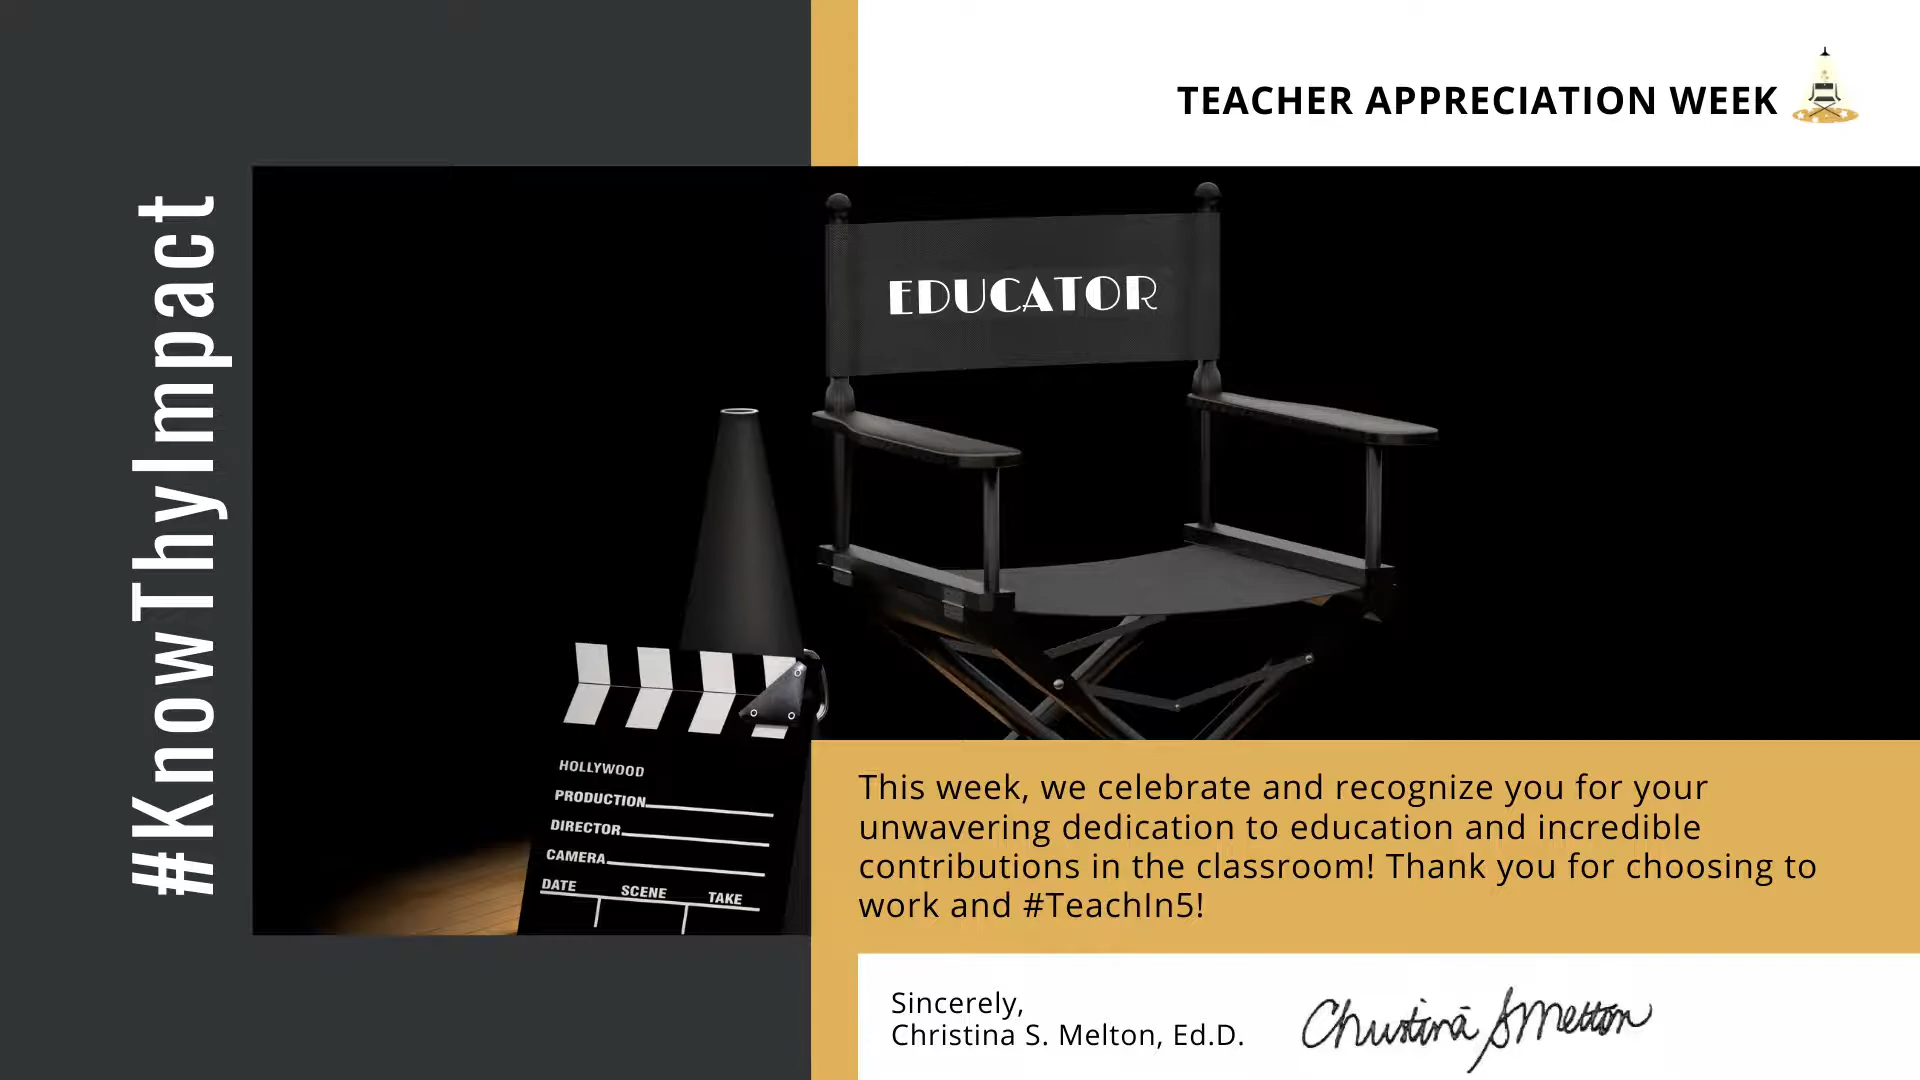 TEACHER APPRECIATION WEEK
#KnowThyImpact
EDUCATOR
HOLLYWOOD
PRODUCTION
DIRECTOR
CAMERA
DATE SCENE TAKE
This week, we celebrate and recognize you for your
unwavering dedication to education and incredible
contributions in the classroom! Thank you for choosing to
work and #TeachIn5!
Sincerely,
Christina S. Melton, Ed.D.
Christina S Melton